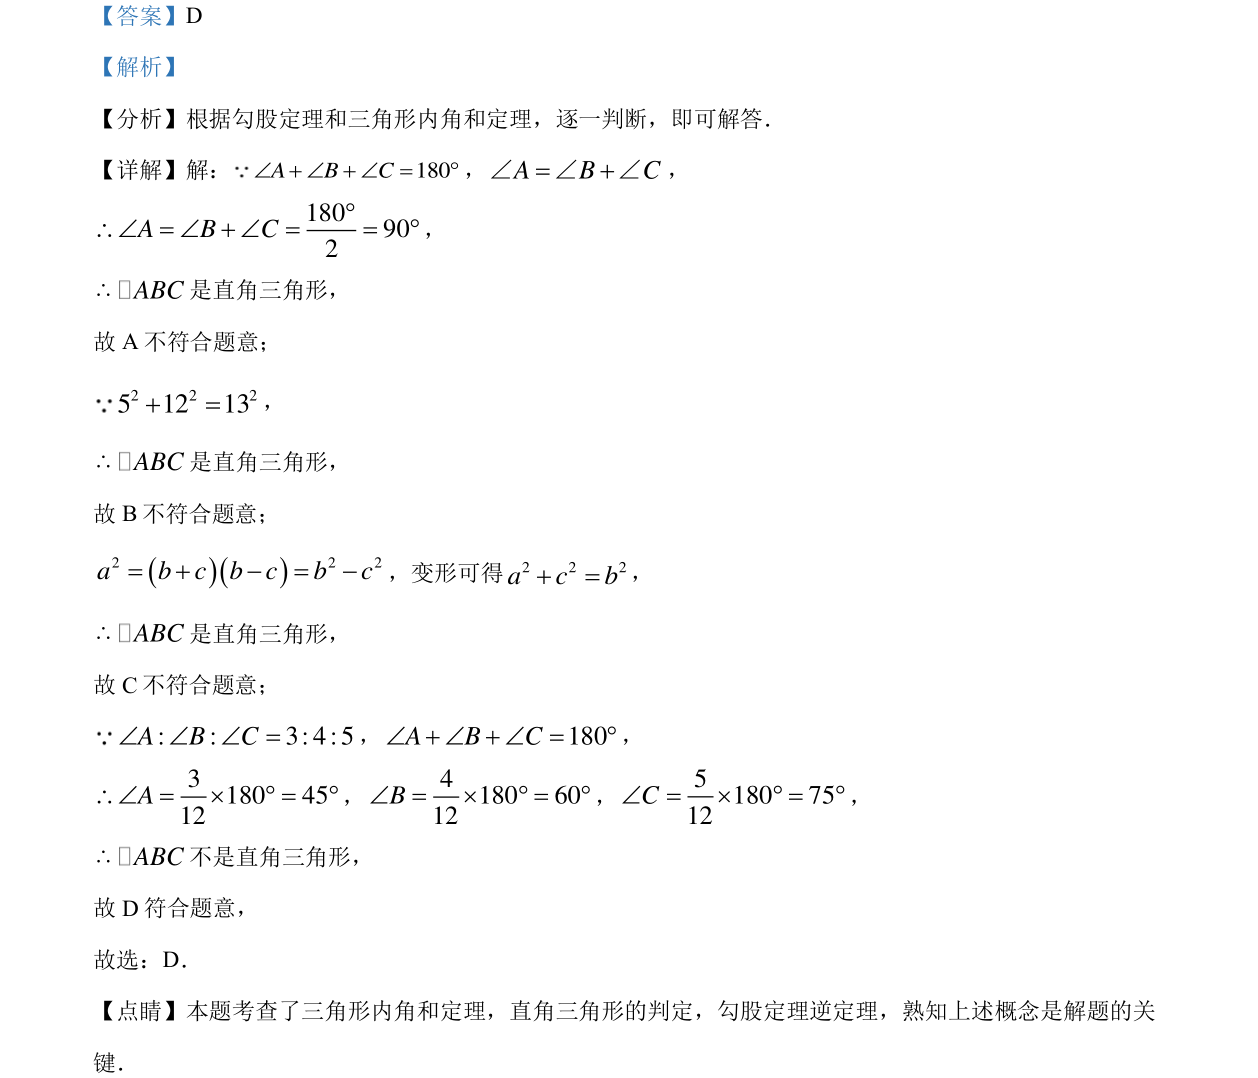 【答案】D
【解析】
【分析】根据勾股定理和三角形内角和定理，逐一判断，即可解答．
【详解】解：∵∠A+∠B+∠C=180°，∠A=∠B+∠C，
∴∠A=∠B+∠C=\frac{180°}{2}=90°，
∴□ABC是直角三角形，
故 A 不符合题意；
∵5²+12²=13²，
∴□ABC是直角三角形，
故 B 不符合题意；
a²=(b+c)(b−c)=b²−c²，变形可得a²+c²=b²，
∴□ABC是直角三角形，
故 C 不符合题意；
∵∠A:∠B:∠C=3:4:5，∠A+∠B+∠C=180°，
∴∠A=\frac{3}{12}×180°=45°，∠B=\frac{4}{12}×180°=60°，∠C=\frac{5}{12}×180°=75°，
∴□ABC不是直角三角形，
故 D 符合题意，
故选：D．
【点睛】本题考查了三角形内角和定理，直角三角形的判定，勾股定理逆定理，熟知上述概念是解题的关
键．